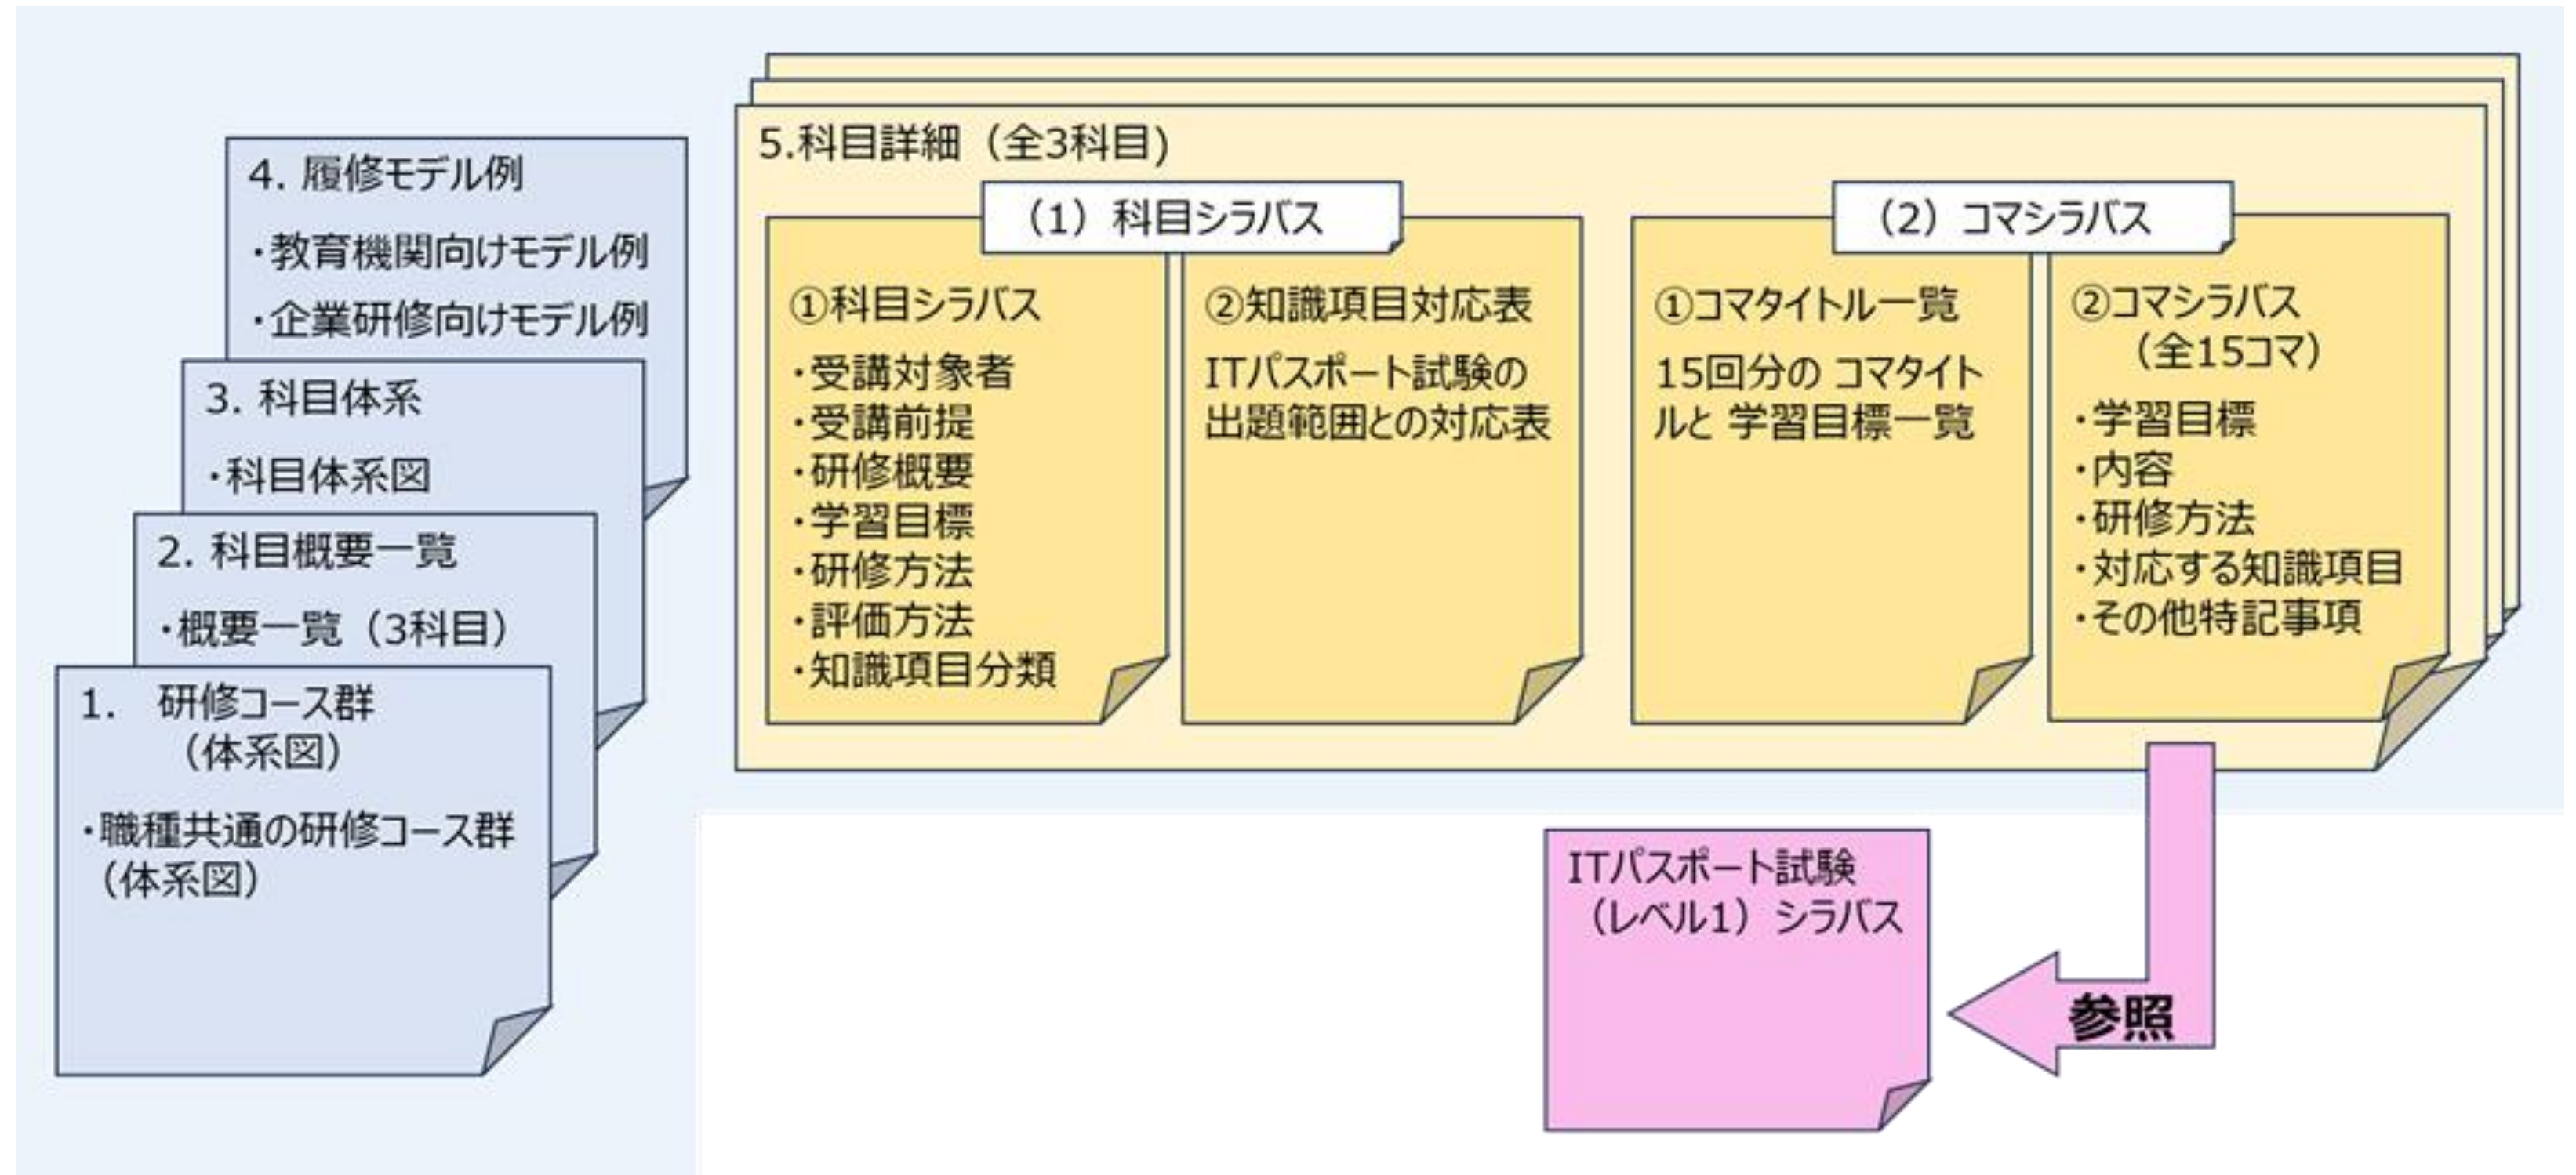 4. 履修モデル例
・教育機関向けモデル例
・企業研修向けモデル例
3. 科目体系
・科目体系図
2. 科目概要一覧
・概要一覧（3科目）
1. 研修コース群
（体系図）
・職種共通の研修コース群
（体系図）
5.科目詳細（全3科目)
（1）科目シラバス
①科目シラバス
・受講対象者
・受講前提
・研修概要
・学習目標
・研修方法
・評価方法
・知識項目分類
②知識項目対応表
ITパスポート試験の
出題範囲との対応表
（2）コマシラバス
①コマタイトル一覧
15回分の コマタイト
ルと 学習目標一覧
②コマシラバス
（全15コマ）
・学習目標
・内容
・研修方法
・対応する知識項目
・その他特記事項
ITパスポート試験
（レベル1）シラバス
参照